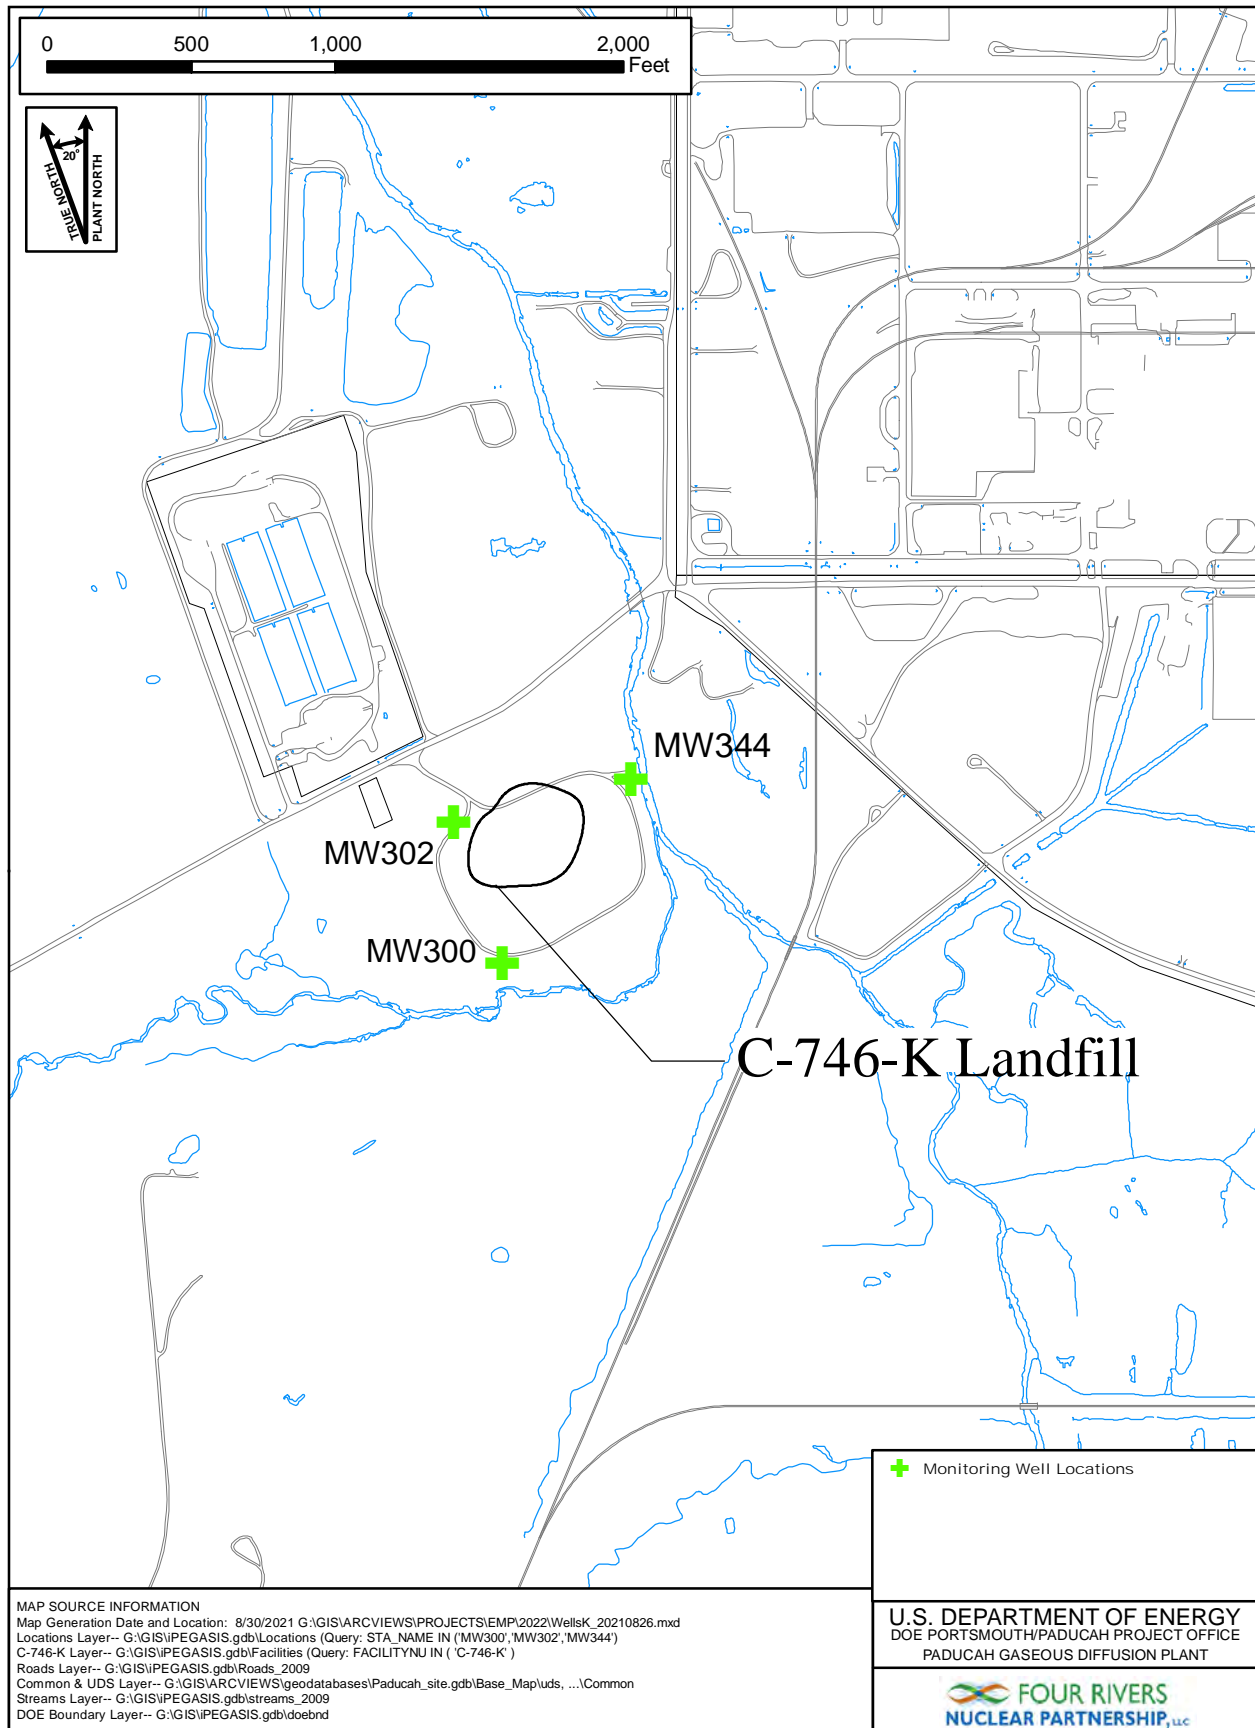 0 500 1,000 2,000
Feet
20°
TRUE NORTH
PLANT NORTH
MW344
MW302
MW300
C-746-K Landfill
Monitoring Well Locations
MAP SOURCE INFORMATION
Map Generation Date and Location: 8/30/2021 G:\GIS\ARCVIEWS\PROJECTS\EMP\2022\WellsK_20210826.mxd
Locations Layer-- G:\GIS\iPEGASIS.gdb\Locations (Query: STA_NAME IN ('MW300','MW302','MW344')
C-746-K Layer-- G:\GIS\iPEGASIS.gdb\Facilities (Query: FACILITYNU IN ( 'C-746-K' )
Roads Layer-- G:\GIS\iPEGASIS.gdb\Roads_2009
Common & UDS Layer-- G:\GIS\ARCVIEWS\geodatabases\Paducah_site.gdb\Base_Map\uds, ...\Common
Streams Layer-- G:\GIS\iPEGASIS.gdb\streams_2009
DOE Boundary Layer-- G:\GIS\iPEGASIS.gdb\doebnd
U.S. DEPARTMENT OF ENERGY
DOE PORTSMOUTH/PADUCAH PROJECT OFFICE
PADUCAH GASEOUS DIFFUSION PLANT
FOUR RIVERS
NUCLEAR PARTNERSHIP, LLC